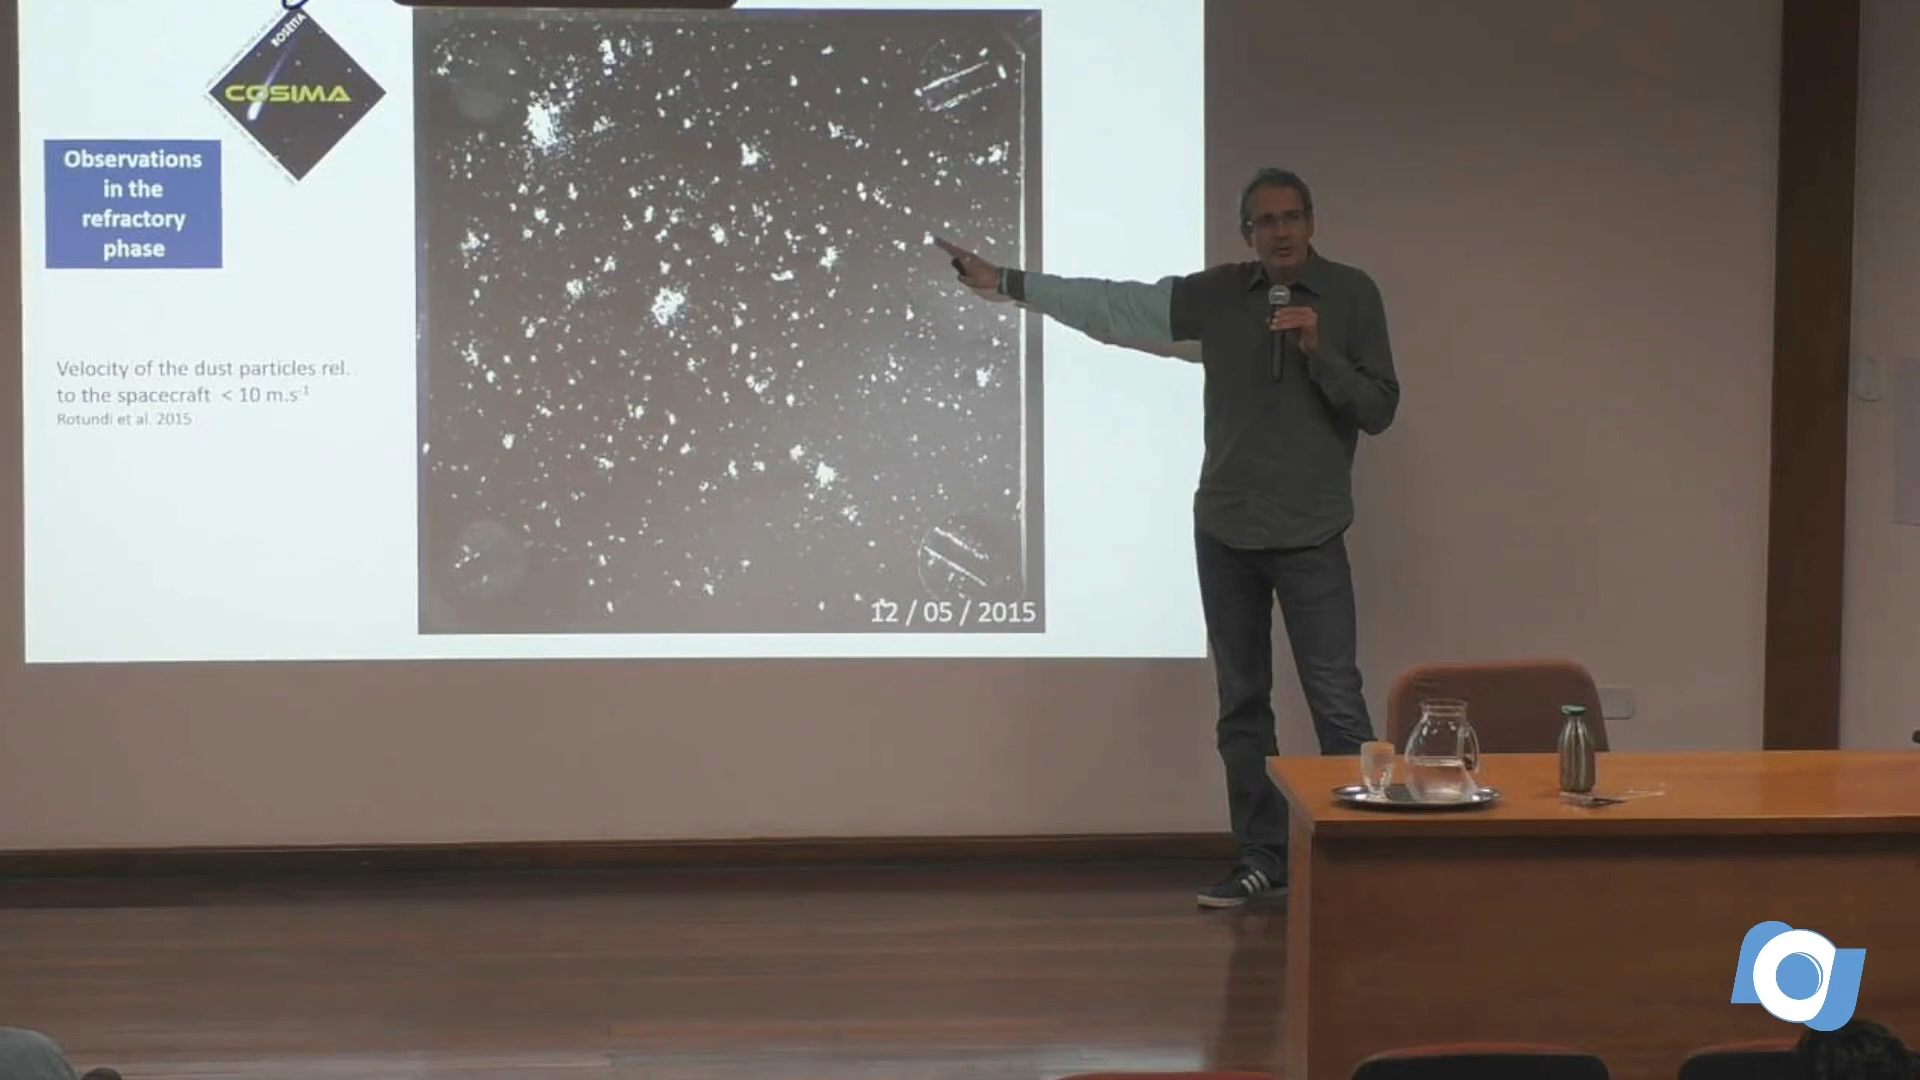 ROSETTA
COSIMA
Observations
in the
refractory
phase
Velocity of the dust particles rel.
to the spacecraft < 10 m.s⁻¹
Rotundi et al. 2015
12 / 05 / 2015